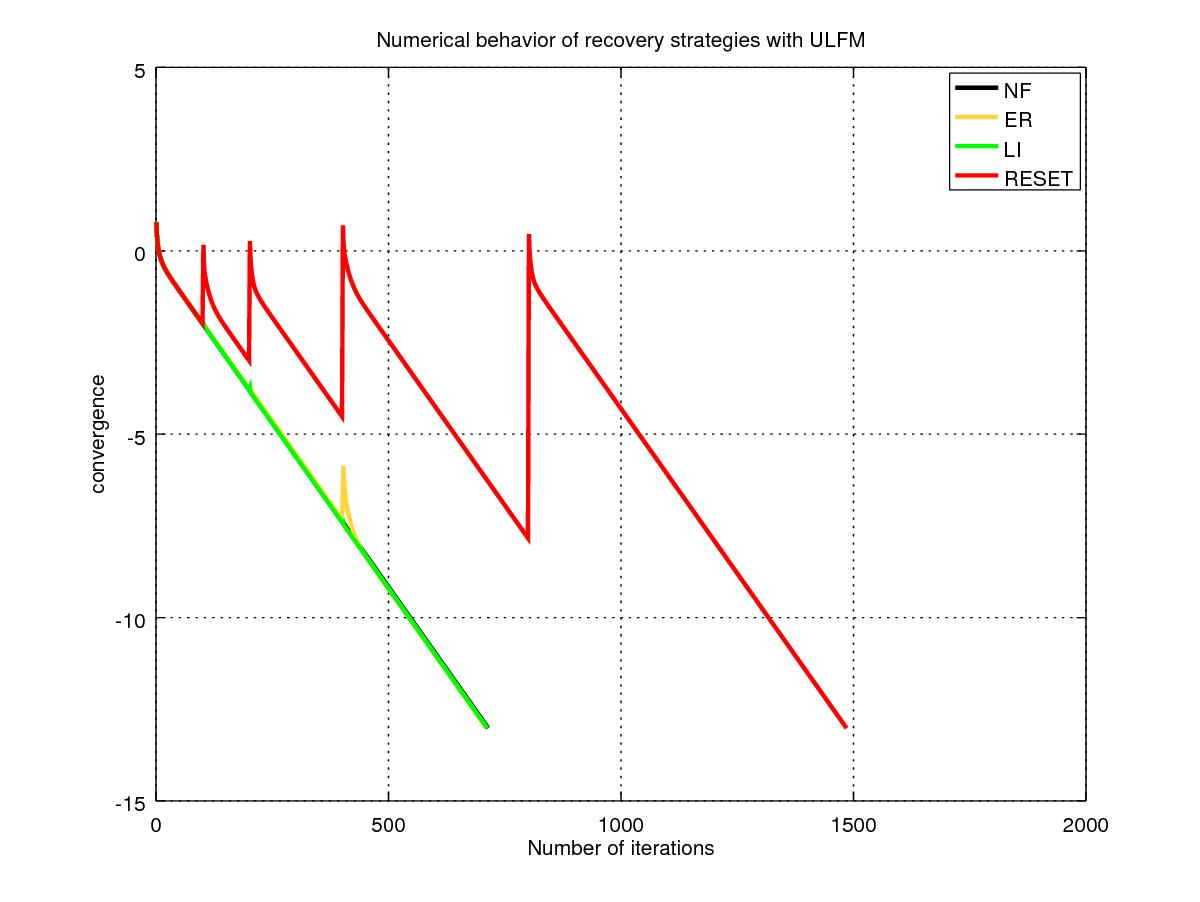 Numerical behavior of recovery strategies with ULFM
5
NF
ER
LI
RESET
0
-5
-10
-15
convergence
0 500 1000 1500 2000
Number of iterations